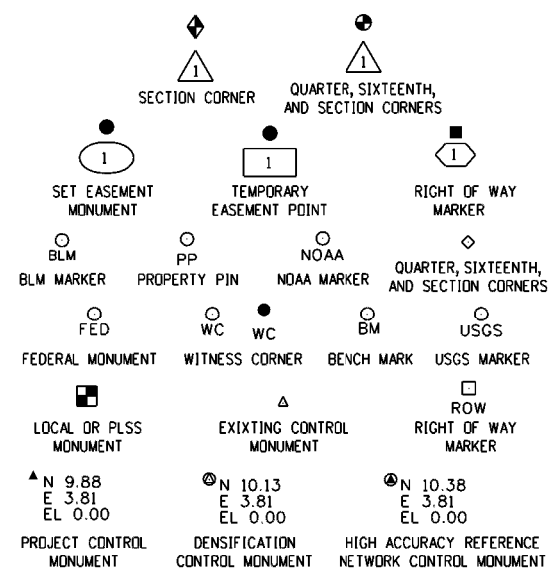 1
1
SECTION CORNER
QUARTER, SIXTEENTH,
AND SECTION CORNERS
1
1
1
SET EASEMENT
MONUMENT
TEMPORARY
EASEMENT POINT
RIGHT OF WAY
MARKER
BLM
PP
NOAA
BLM MARKER
PROPERTY PIN
NOAA MARKER
QUARTER, SIXTEENTH,
AND SECTION CORNERS
FED
WC
WC
BM
USGS
FEDERAL MONUMENT
WITNESS CORNER
BENCH MARK
USGS MARKER
LOCAL OR PLSS
MONUMENT
EXIXTING CONTROL
MONUMENT
ROW
RIGHT OF WAY
MARKER
N 9.88
E 3.81
EL 0.00
N 10.13
E 3.81
EL 0.00
N 10.38
E 3.81
EL 0.00
PROJECT CONTROL
MONUMENT
DENSIFICATION
CONTROL MONUMENT
HIGH ACCURACY REFERENCE
NETWORK CONTROL MONUMENT